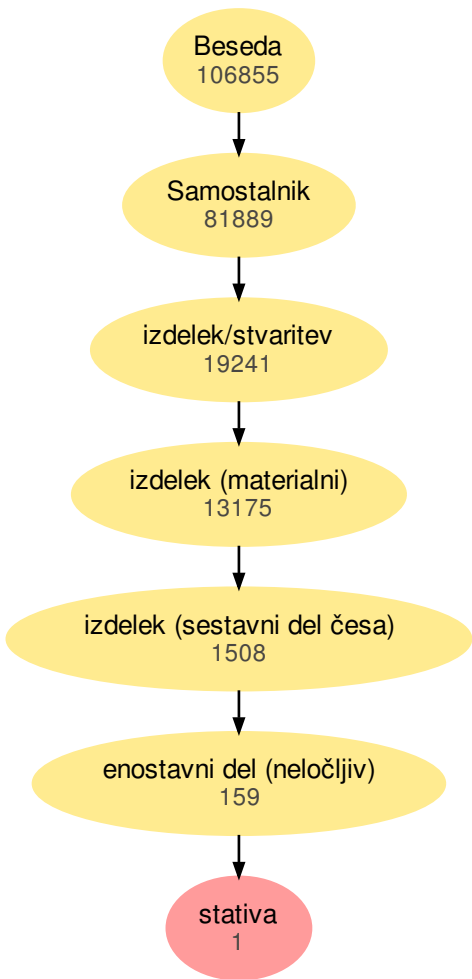 Beseda
106855
Samostalnik
81889
izdelek/stvaritev
19241
izdelek (materialni)
13175
izdelek (sestavni del česa)
1508
enostavni del (neločljiv)
159
stativa
1